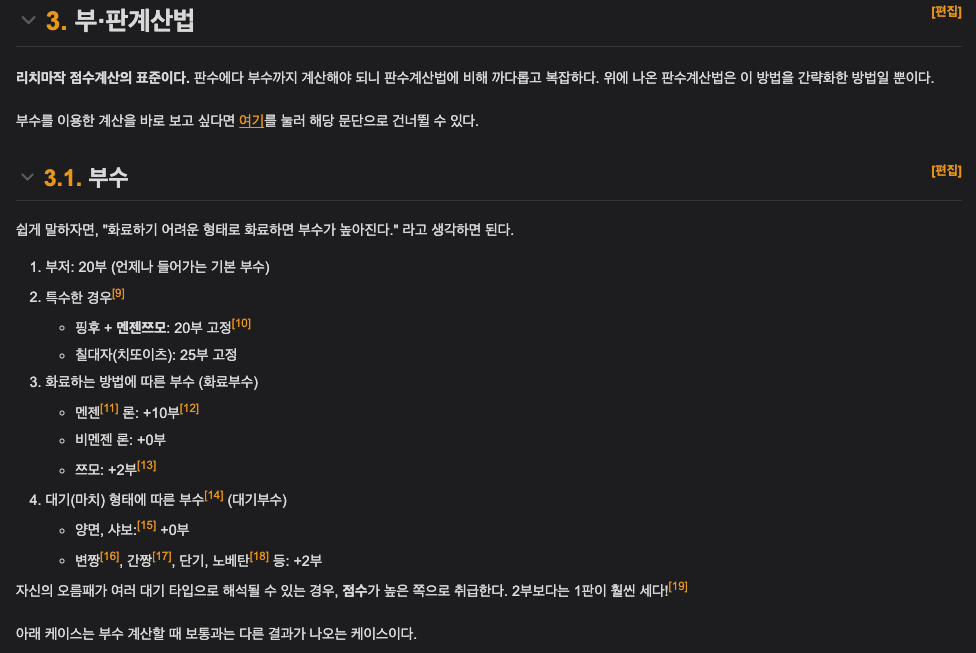 3. 부·판계산법
[편집]
리치마작 점수계산의 표준이다. 판수에다 부수까지 계산해야 되니 판수계산법에 비해 까다롭고 복잡하다. 위에 나온 판수계산법은 이 방법을 간략화한 방법일 뿐이다.
부수를 이용한 계산을 바로 보고 싶다면 여기를 눌러 해당 문단으로 건너뛸 수 있다.
3.1. 부수
[편집]
쉽게 말하자면, "화료하기 어려운 형태로 화료하면 부수가 높아진다." 라고 생각하면 된다.
1. 부저: 20부 (언제나 들어가는 기본 부수)
2. 특수한 경우[9]
핑후 + 멘젠쯔모: 20부 고정[10]
칠대자(치또이츠): 25부 고정
3. 화료하는 방법에 따른 부수 (화료부수)
멘젠[11] 론: +10부[12]
비멘젠 론: +0부
쯔모: +2부[13]
4. 대기(마치) 형태에 따른 부수[14] (대기부수)
양면, 샤보:[15] +0부
변짱[16], 간짱[17], 단기, 노베탄[18] 등: +2부
자신의 오름패가 여러 대기 타입으로 해석될 수 있는 경우, 점수가 높은 쪽으로 취급한다. 2부보다는 1판이 훨씬 세다![19]
아래 케이스는 부수 계산할 때 보통과는 다른 결과가 나오는 케이스이다.